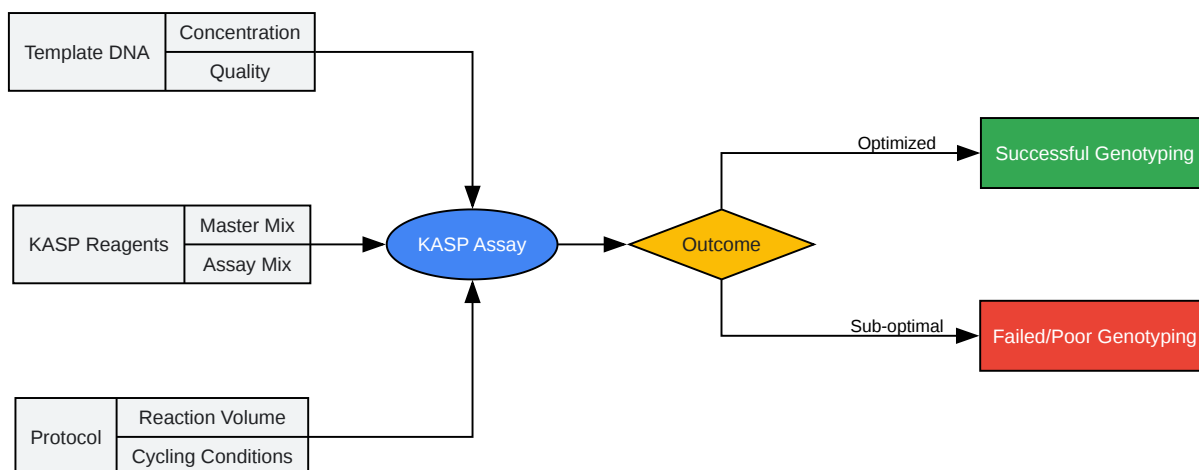 Template DNA
Concentration
Quality
KASP Reagents
Master Mix
Assay Mix
Protocol
Reaction Volume
Cycling Conditions
KASP Assay
Outcome
Optimized
Successful Genotyping
Sub-optimal
Failed/Poor Genotyping